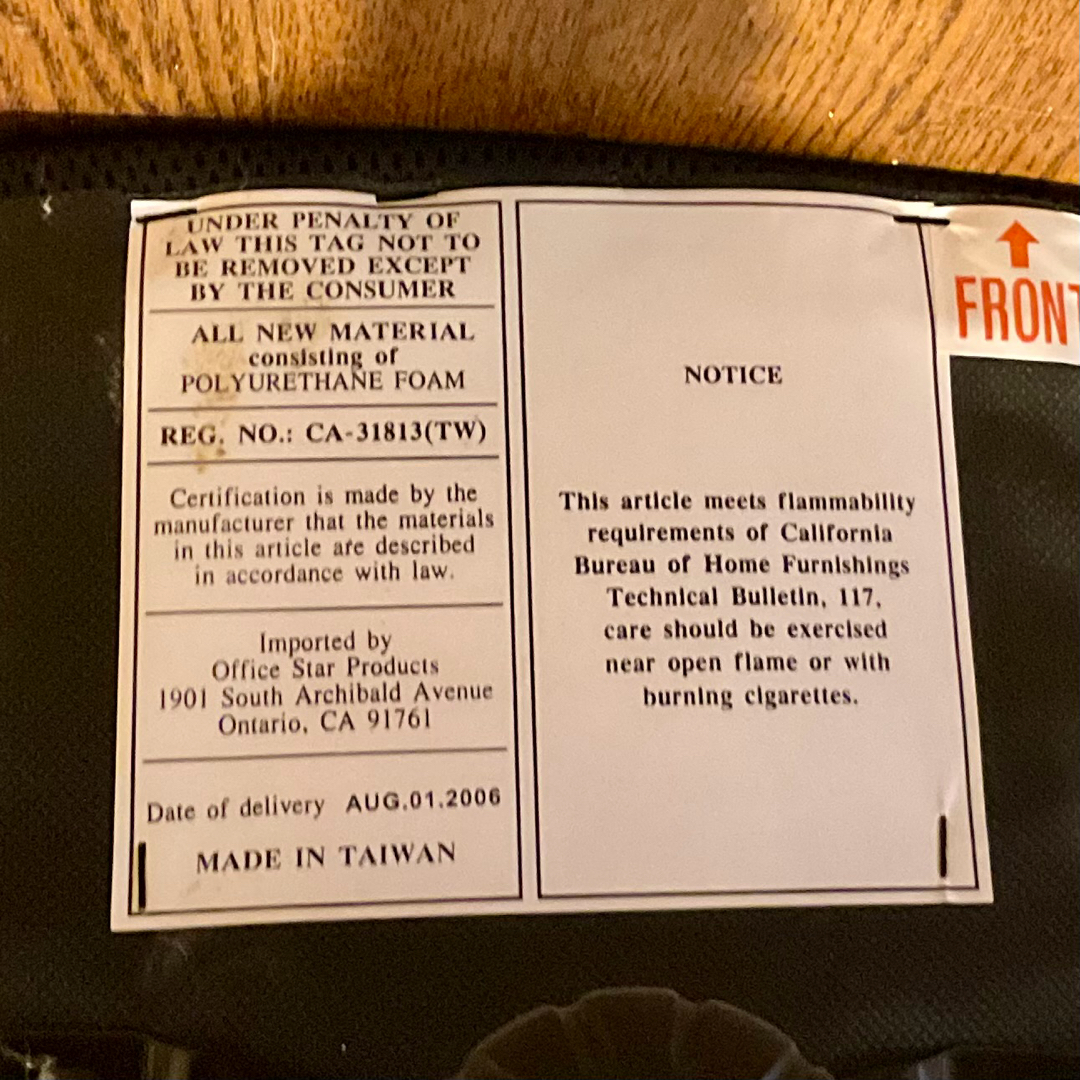 UNDER PENALTY OF
LAW THIS TAG NOT TO
BE REMOVED EXCEPT
BY THE CONSUMER
ALL NEW MATERIAL
consisting of
POLYURETHANE FOAM
REG. NO.: CA-31813(TW)
Certification is made by the
manufacturer that the materials
in this article are described
in accordance with law.
Imported by
Office Star Products
1901 South Archibald Avenue
Ontario, CA 91761
Date of delivery AUG.01.2006
MADE IN TAIWAN
NOTICE
This article meets flammability
requirements of California
Bureau of Home Furnishings
Technical Bulletin, 117,
care should be exercised
near open flame or with
burning cigarettes.
FRONT